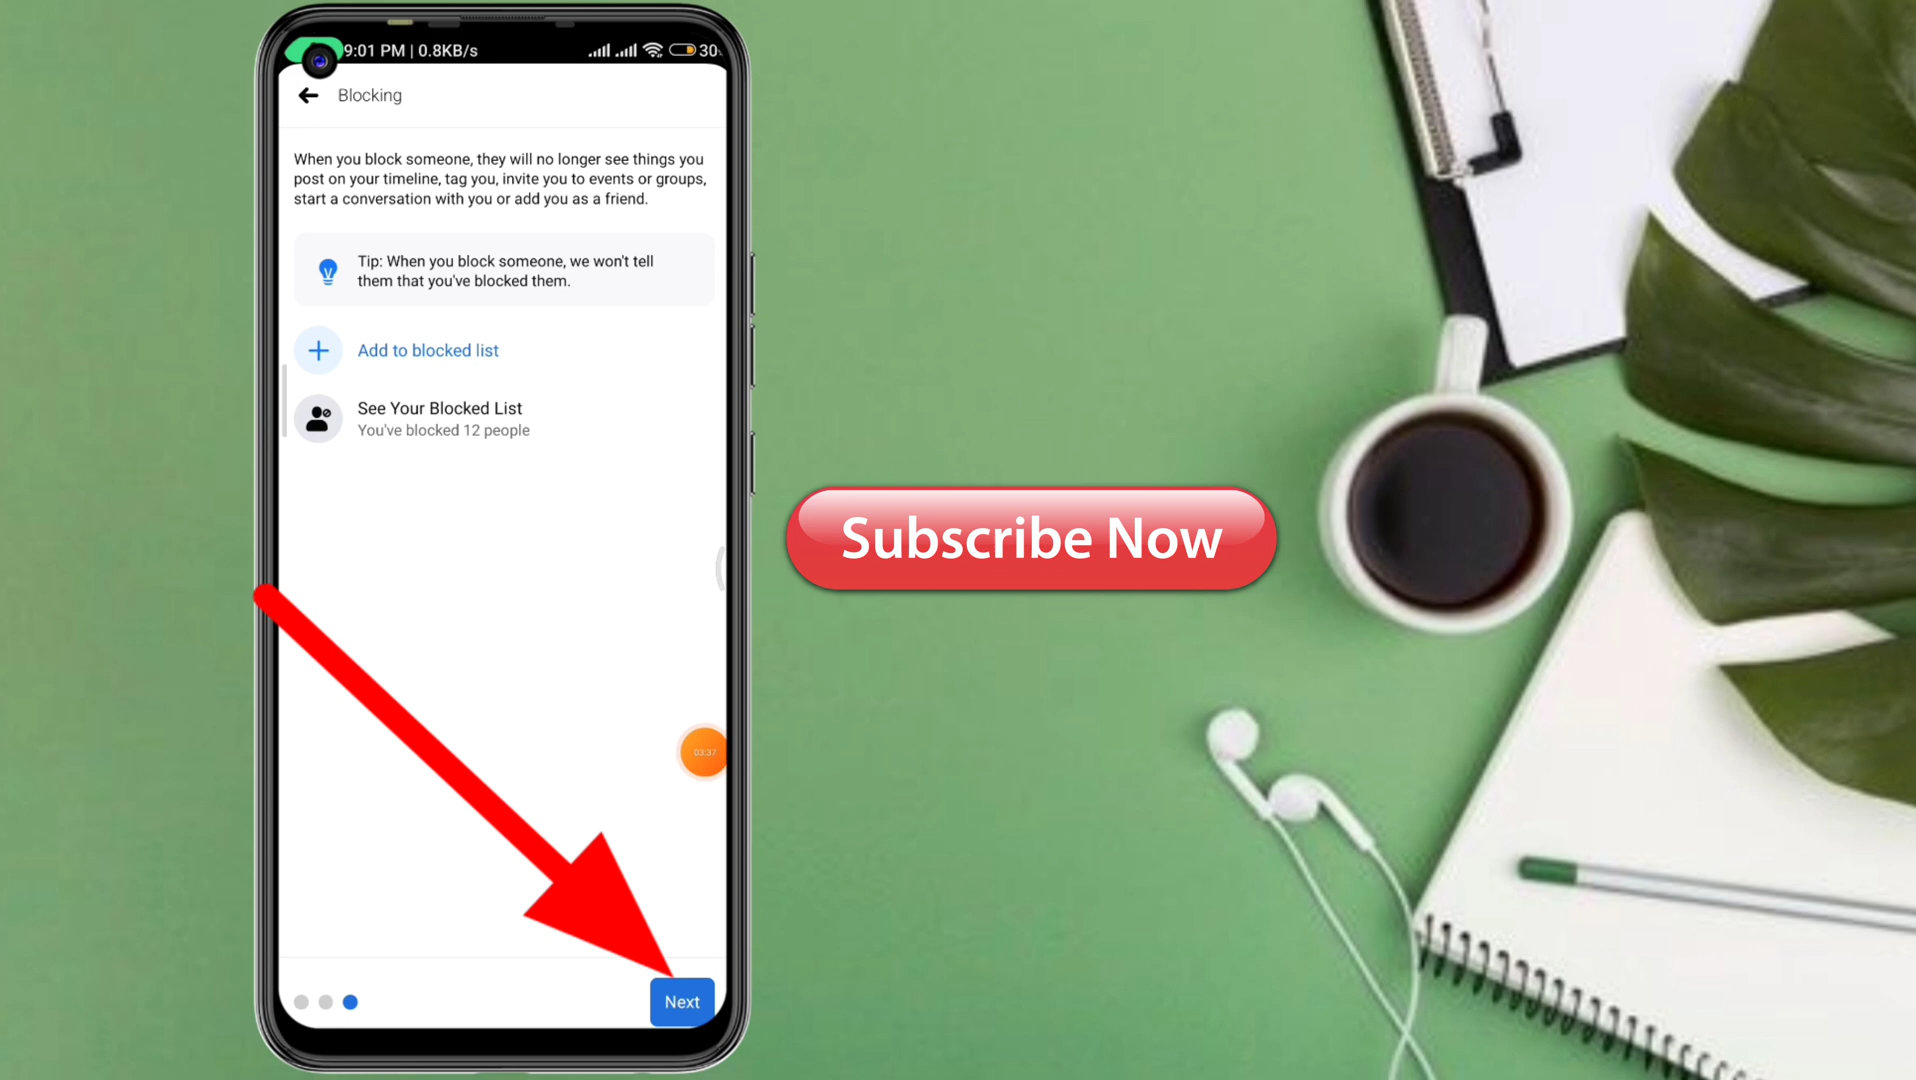 9:01 PM | 0.8KB/s
30
Blocking
When you block someone, they will no longer see things you
post on your timeline, tag you, invite you to events or groups,
start a conversation with you or add you as a friend.
Tip: When you block someone, we won't tell
them that you've blocked them.
Add to blocked list
See Your Blocked List
You've blocked 12 people
Subscribe Now
03:37
Next